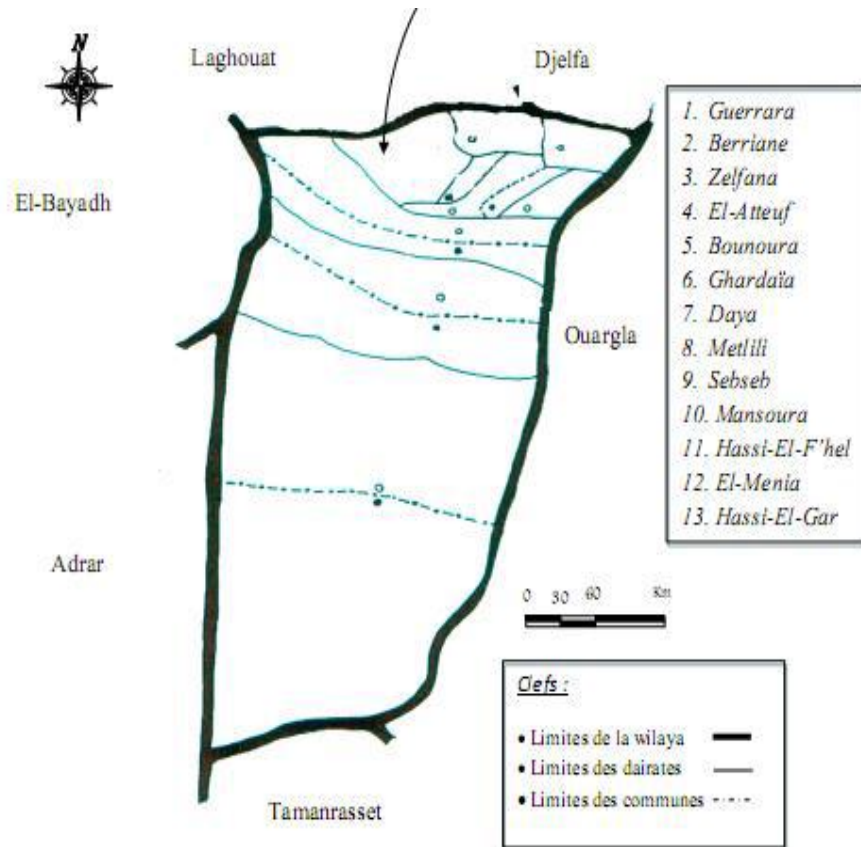 N
Laghouat
Djelfa
El-Bayadh
Ouargla
Adrar
Tamanrasset
1. Guerrara
2. Berriane
3. Zelfana
4. El-Atteuf
5. Bounoura
6. Ghardaïa
7. Daya
8. Metlili
9. Sebseb
10. Mansoura
11. Hassi-El-F'hel
12. El-Menia
13. Hassi-El-Gar
0 30 60 Km
Clefs :
• Limites de la wilaya
• Limites des dairates
• Limites des communes